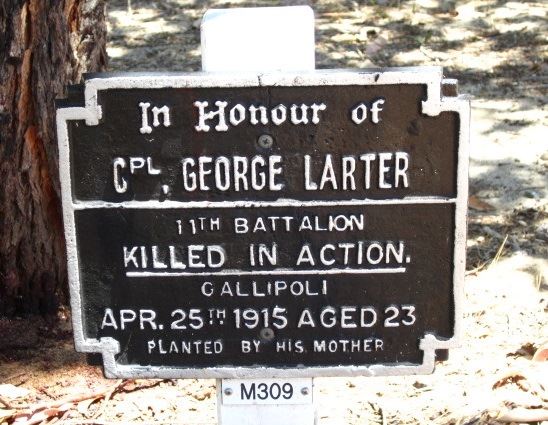 In Honour of
CPL, GEORGE LARTER
11TH BATTALION
KILLED IN ACTION.
GALLIPOLI
APR. 25TH 1915 AGED 23
PLANTED BY HIS MOTHER
M309